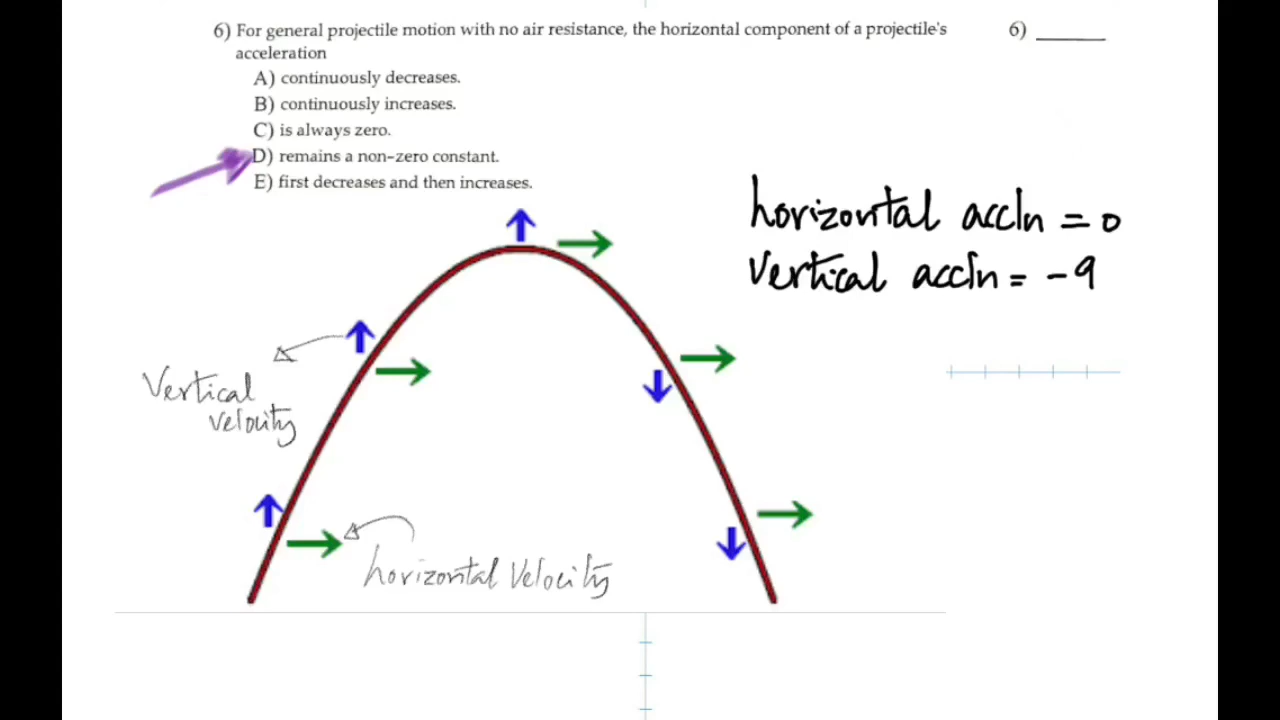 6) For general projectile motion with no air resistance, the horizontal component of a projectile's
acceleration
6) ______
A) continuously decreases.
B) continuously increases.
C) is always zero.
D) remains a non-zero constant.
E) first decreases and then increases.
horizontal accln = 0
vertical accln = -9
Vertical
velocity
horizontal velocity